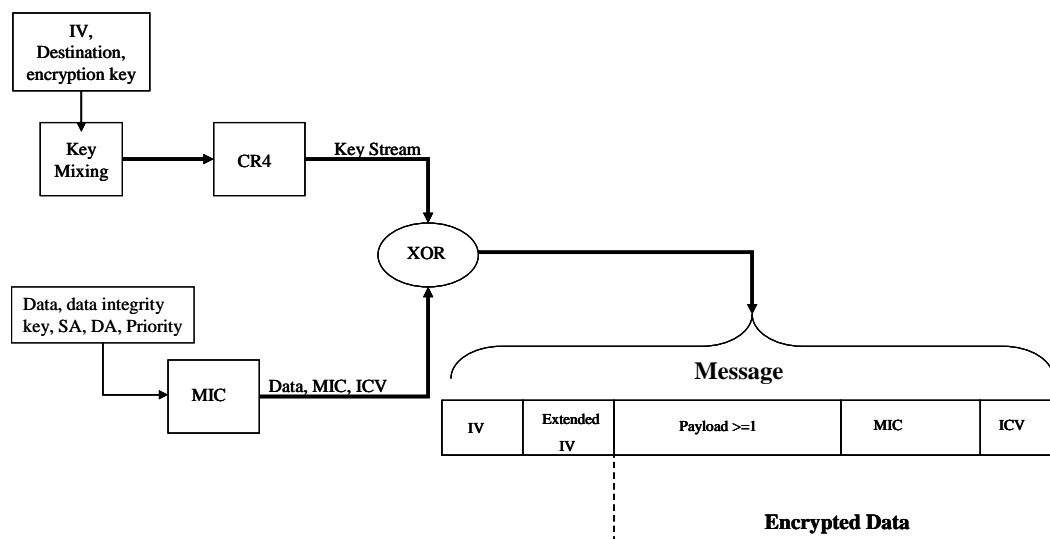 IV,
Destination,
encryption key
Key
Mixing
CR4
Key Stream
XOR
Data, data integrity
key, SA, DA, Priority
MIC
Data, MIC, ICV
Message
IV
Extended
IV
Payload >=1
MIC
ICV
Encrypted Data